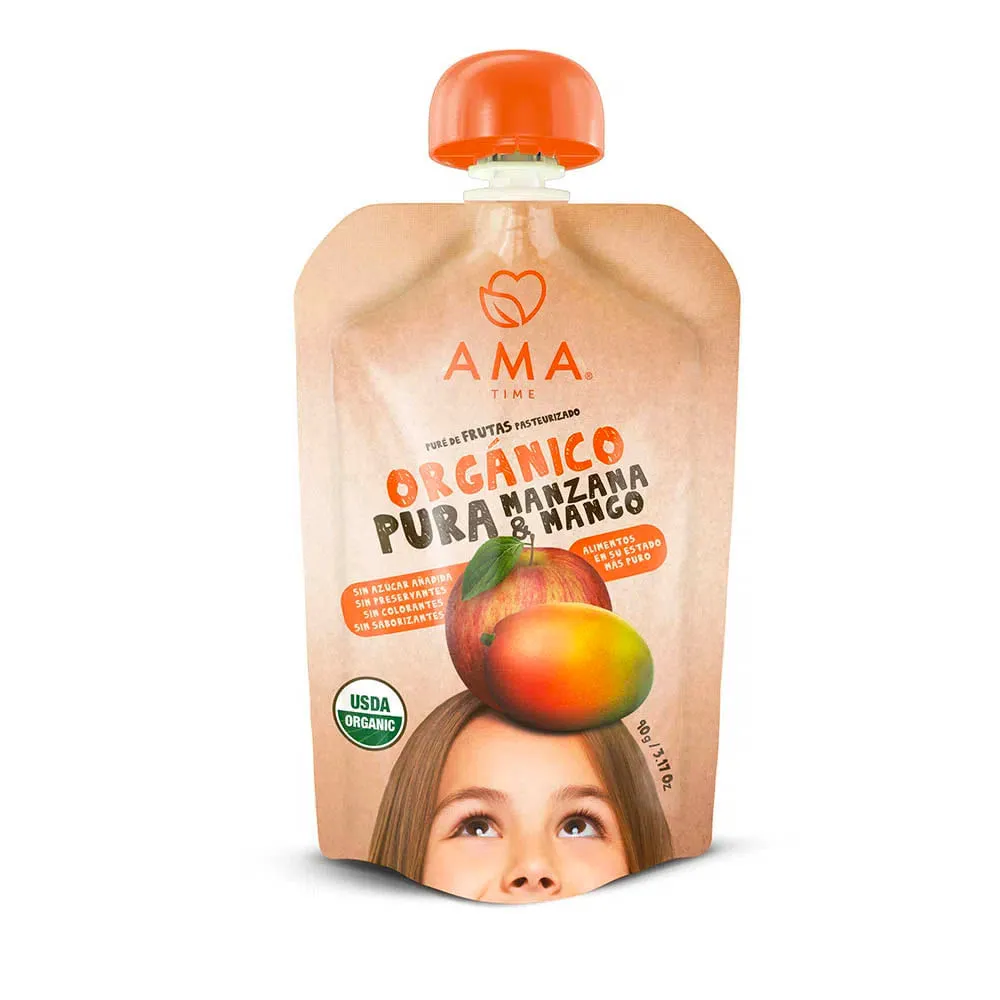 AMA®
TIME
PURÉ DE FRUTAS PASTEURIZADO
ORGÁNICO
PURA MANZANA
& MANGO
ALIMENTOS
EN SU ESTADO
MÁS PURO
SIN AZÚCAR AÑADIDA
SIN PRESERVANTES
SIN COLORANTES
SIN SABORIZANTES
USDA
ORGANIC
90g / 3.17 Oz